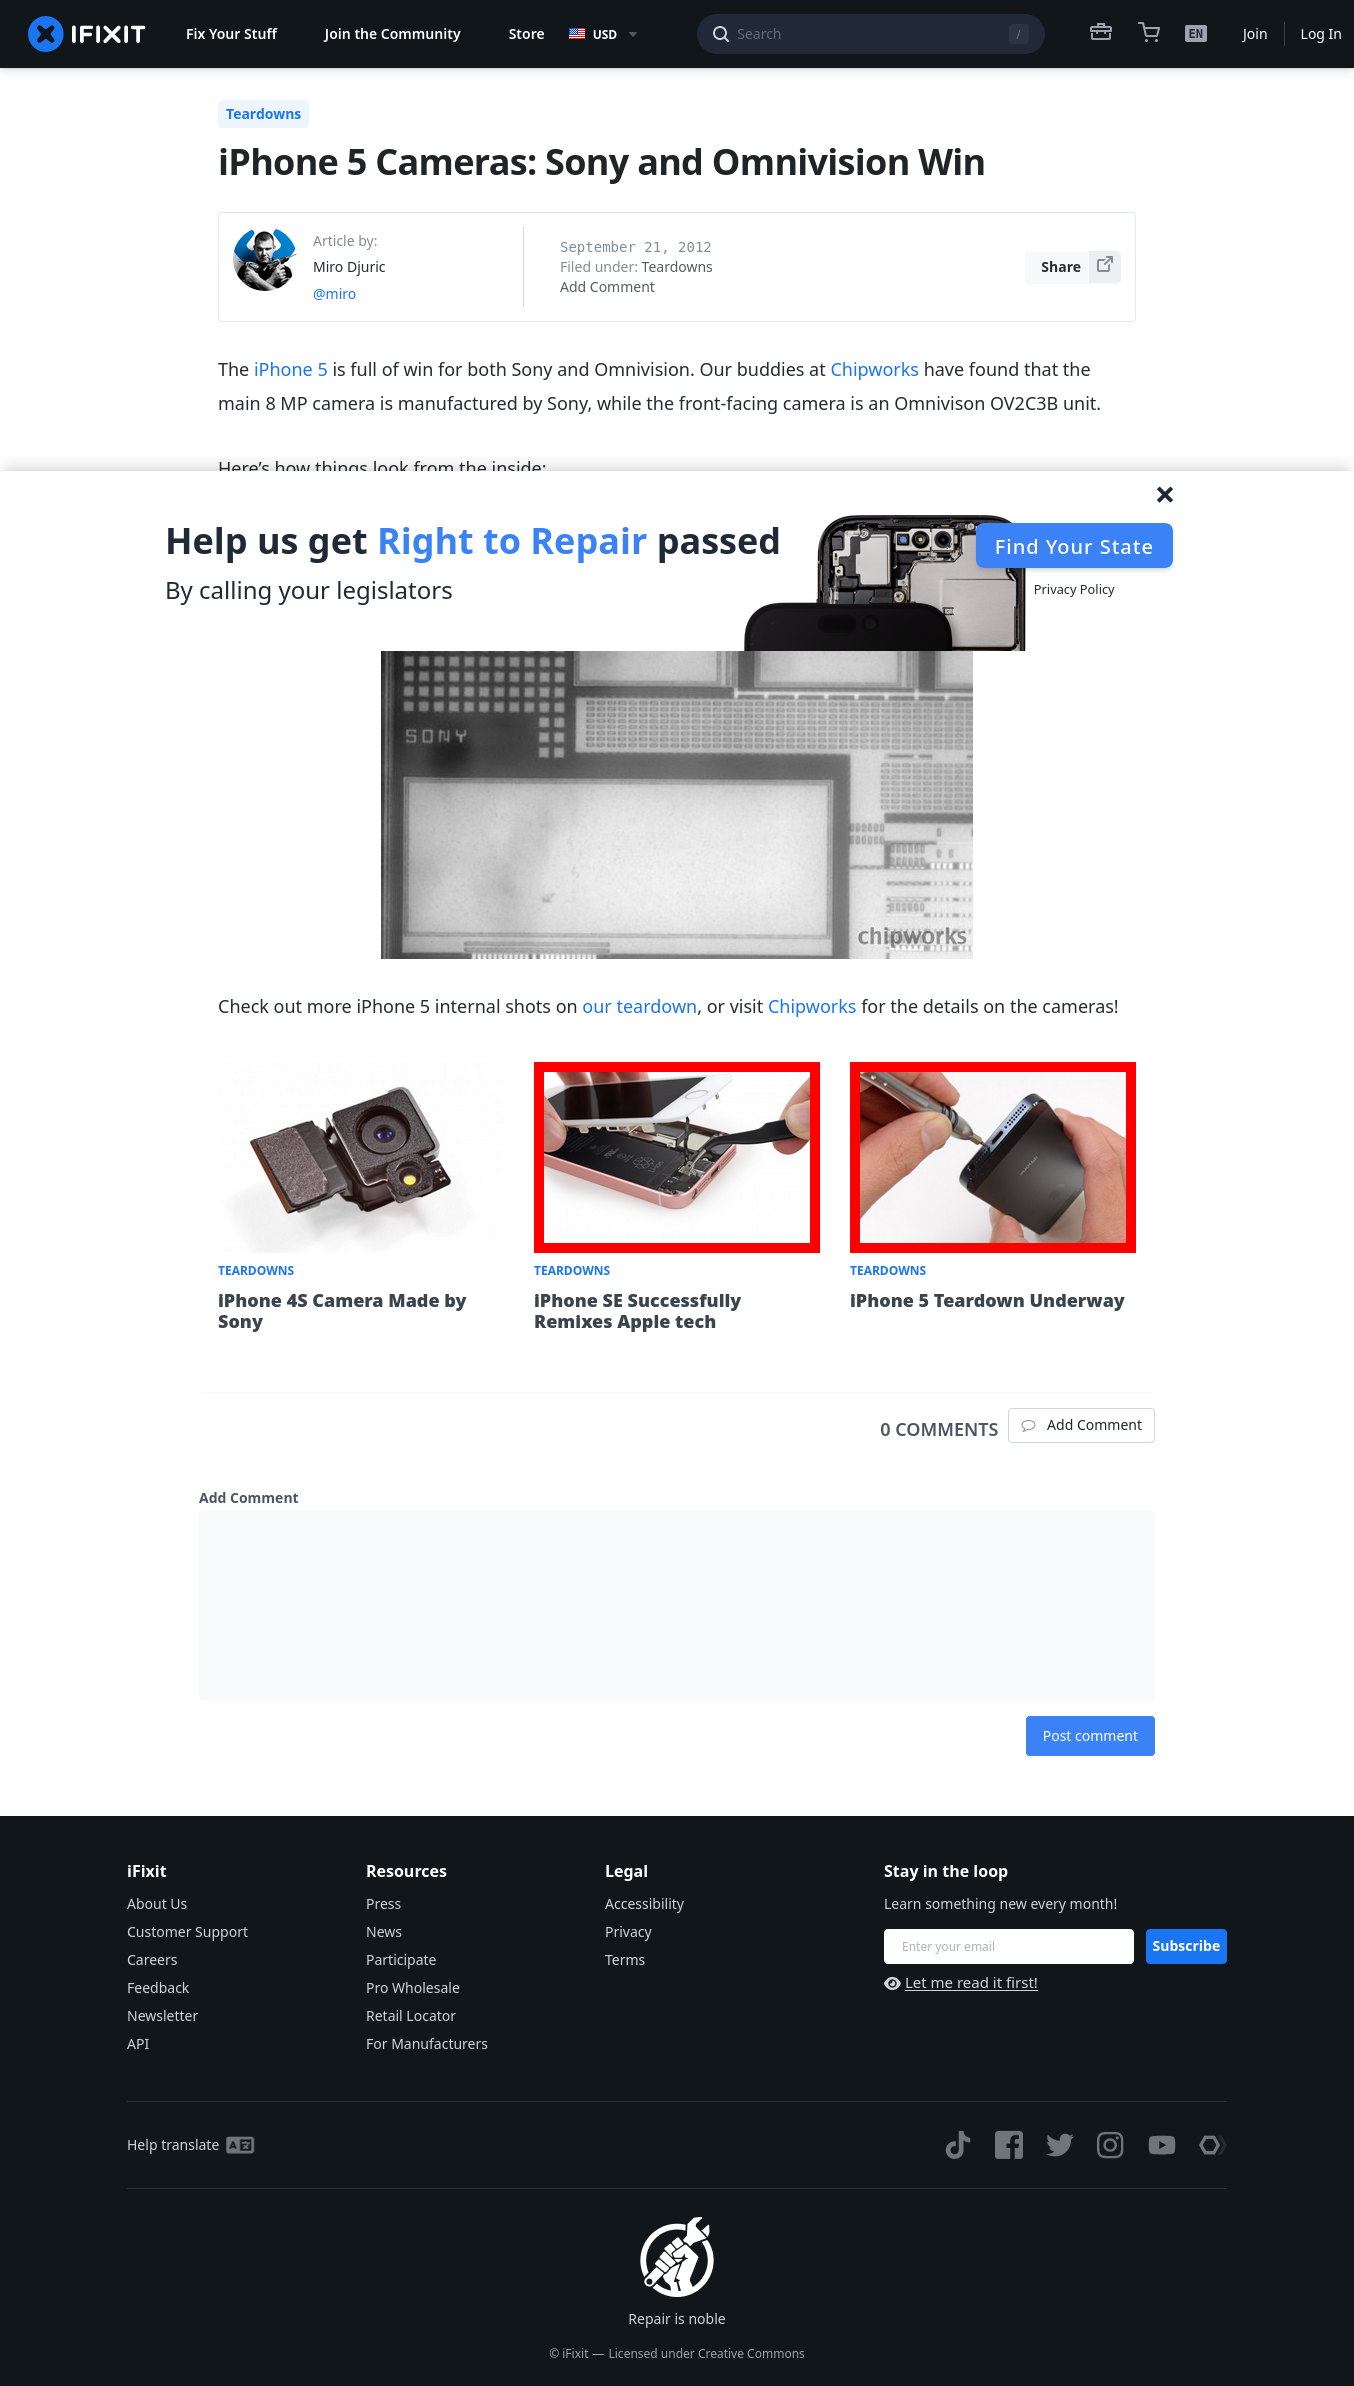 IFIXIT
Fix Your Stuff
Join the Community
Store
USD
Search
/
EN
Join
Log In
Teardowns
iPhone 5 Cameras: Sony and Omnivision Win
Article by:
Miro Djuric
@miro
September 21, 2012
Filed under: Teardowns
Add Comment
Share
The iPhone 5 is full of win for both Sony and Omnivision. Our buddies at Chipworks have found that the
main 8 MP camera is manufactured by Sony, while the front-facing camera is an Omnivison OV2C3B unit.
Here’s how things look from the inside:
Help us get Right to Repair passed
By calling your legislators
Find Your State
Privacy Policy
SONY
chipworks
Check out more iPhone 5 internal shots on our teardown, or visit Chipworks for the details on the cameras!
TEARDOWNS
iPhone 4S Camera Made by
Sony
TEARDOWNS
iPhone SE Successfully
Remixes Apple tech
TEARDOWNS
iPhone 5 Teardown Underway
0 COMMENTS
Add Comment
Add Comment
Post comment
iFixit
About Us
Customer Support
Careers
Feedback
Newsletter
API
Resources
Press
News
Participate
Pro Wholesale
Retail Locator
For Manufacturers
Legal
Accessibility
Privacy
Terms
Stay in the loop
Learn something new every month!
Enter your email
Subscribe
Let me read it first!
Help translate
Repair is noble
© iFixit — Licensed under Creative Commons